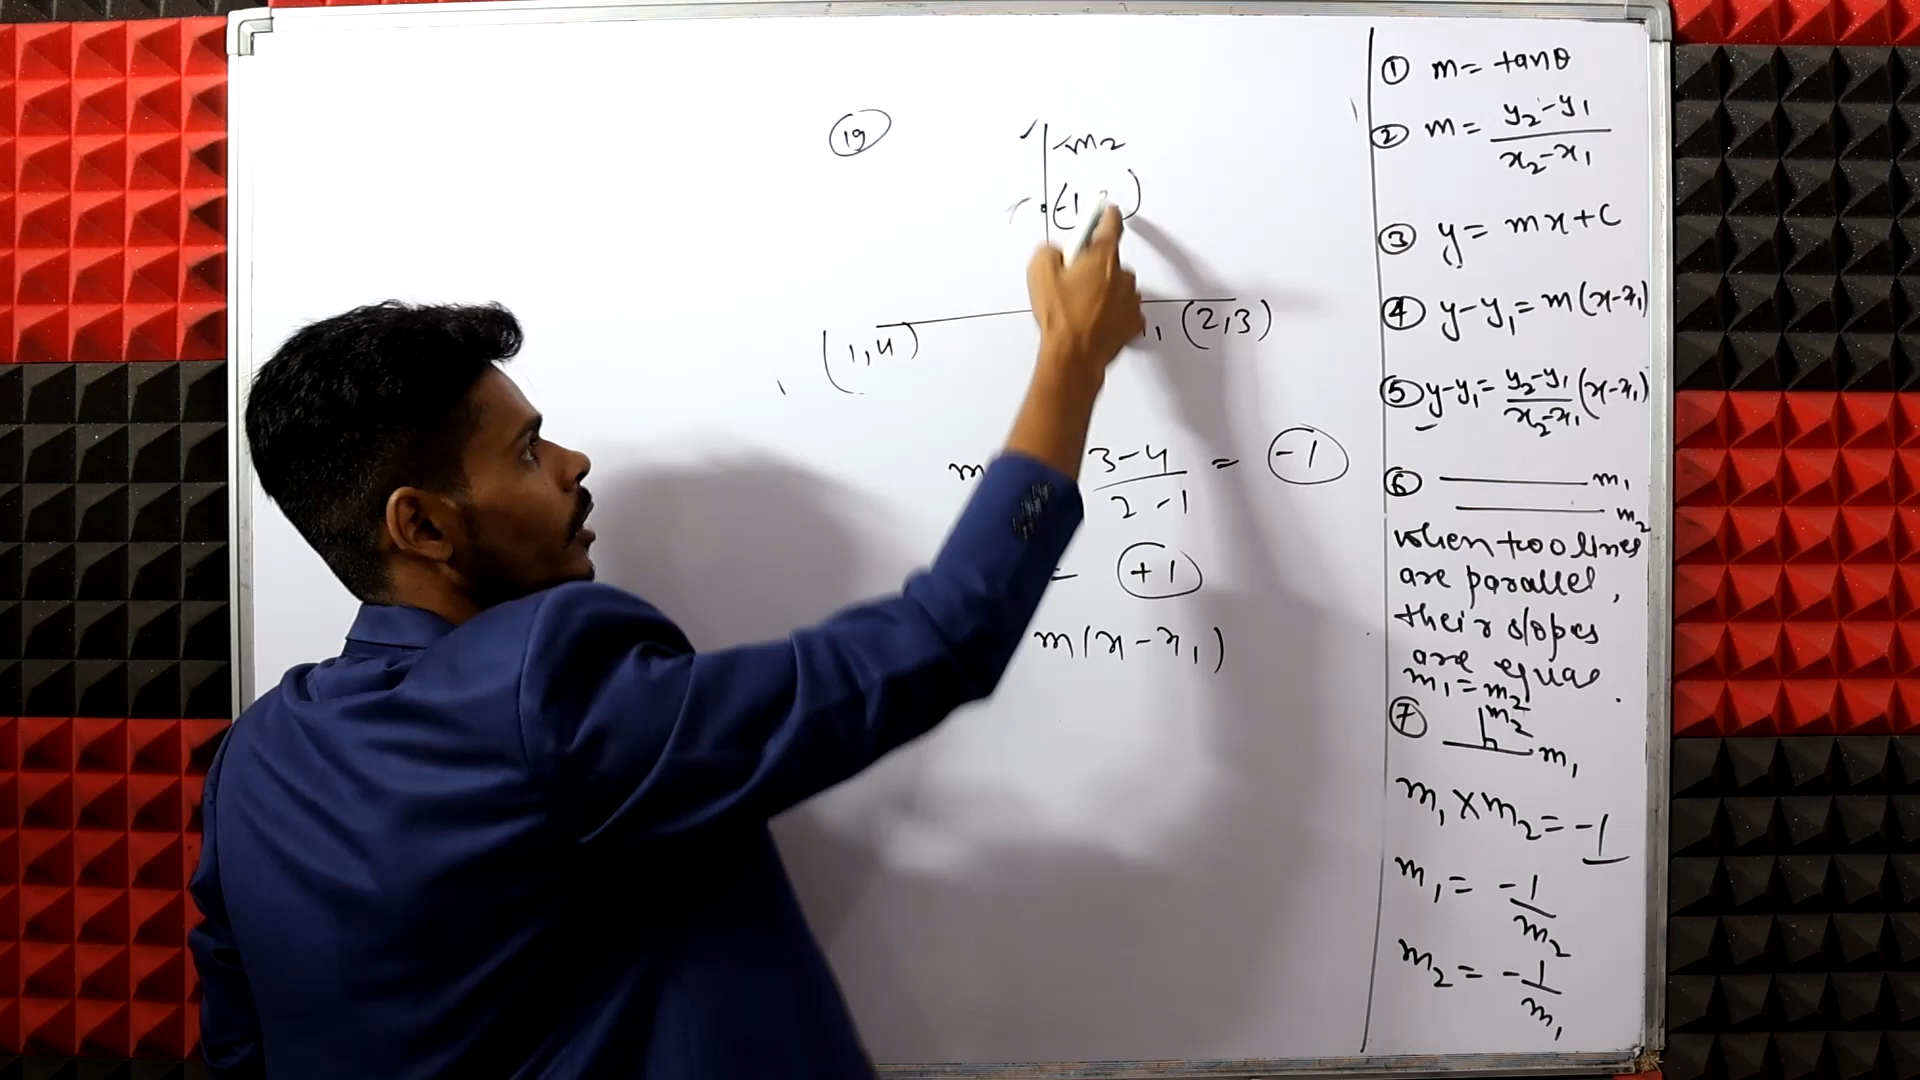 19
m2
(-1
(1,4)
(2,3)
m
3-4
2-1
= -1
= +1
m(x-x₁)
① m= tanθ
② m= y₂-y₁
x₂-x₁
③ y= mx+C
④ y-y₁=m(x-x₁)
⑤ y-y₁= y₂-y₁ (x-x₁)
x₂-x₁
⑥ m₁
m₂
when two lines
are parallel,
their slopes
are equal.
m₁=m₂
⑦ m₂
m₁
m₁×m₂=-1
m₁= -1
m₂
m₂= -1
m₁